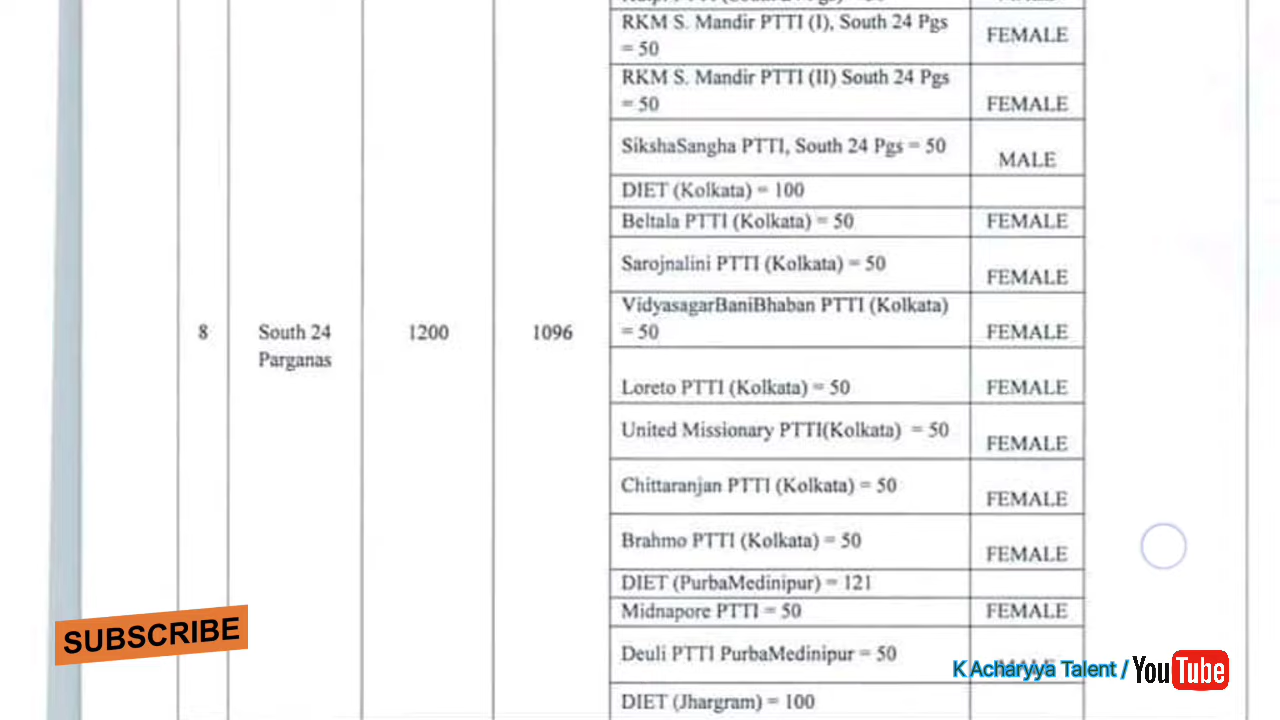 RKM S. Mandir PTTI (I), South 24 Pgs
= 50
FEMALE
RKM S. Mandir PTTI (II) South 24 Pgs
= 50
FEMALE
SikshaSangha PTTI, South 24 Pgs = 50
MALE
DIET (Kolkata) = 100
Beltala PTTI (Kolkata) = 50
FEMALE
Sarojnalini PTTI (Kolkata) = 50
FEMALE
8
South 24
Parganas
1200
1096
VidyasagarBaniBhaban PTTI (Kolkata)
= 50
FEMALE
Loreto PTTI (Kolkata) = 50
FEMALE
United Missionary PTTI(Kolkata) = 50
FEMALE
Chittaranjan PTTI (Kolkata) = 50
FEMALE
Brahmo PTTI (Kolkata) = 50
FEMALE
DIET (PurbaMedinipur) = 121
Midnapore PTTI = 50
FEMALE
Deuli PTTI PurbaMedinipur = 50
DIET (Jhargram) = 100
SUBSCRIBE
K Acharyya Talent / YouTube